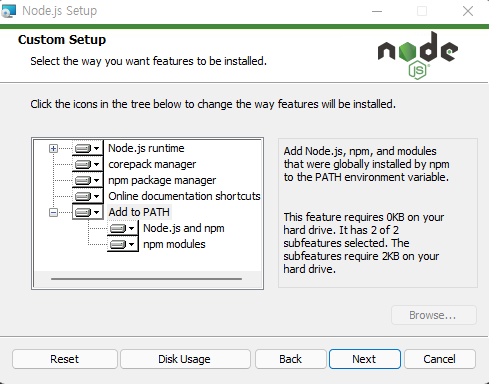 Node.js Setup
Custom Setup
Select the way you want features to be installed.
node
JS
Click the icons in the tree below to change the way features will be installed.
Node.js runtime
corepack manager
npm package manager
Online documentation shortcuts
Add to PATH
Node.js and npm
npm modules
Add Node.js, npm, and modules
that were globally installed by npm
to the PATH environment variable.
This feature requires 0KB on your
hard drive. It has 2 of 2
subfeatures selected. The
subfeatures require 2KB on your
hard drive.
Browse...
Reset
Disk Usage
Back
Next
Cancel